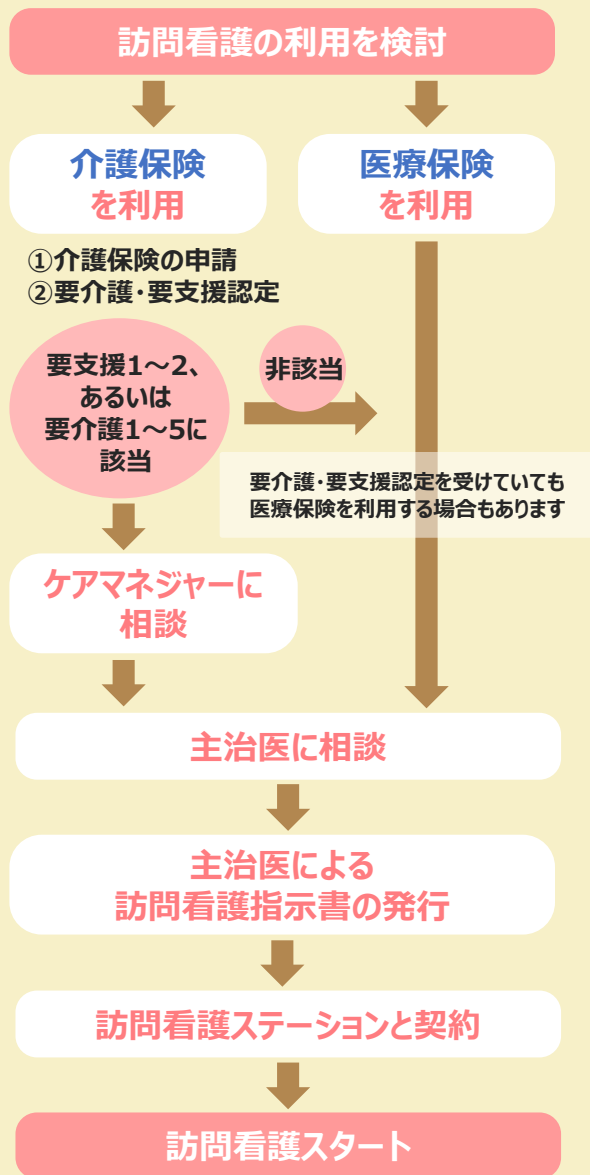 訪問看護の利用を検討
介護保険
を利用
医療保険
を利用
①介護保険の申請
②要介護・要支援認定
要支援1～2、
あるいは
要介護1～5に
該当
非該当
要介護・要支援認定を受けていても
医療保険を利用する場合もあります
ケアマネジャーに
相談
主治医に相談
主治医による
訪問看護指示書の発行
訪問看護ステーションと契約
訪問看護スタート